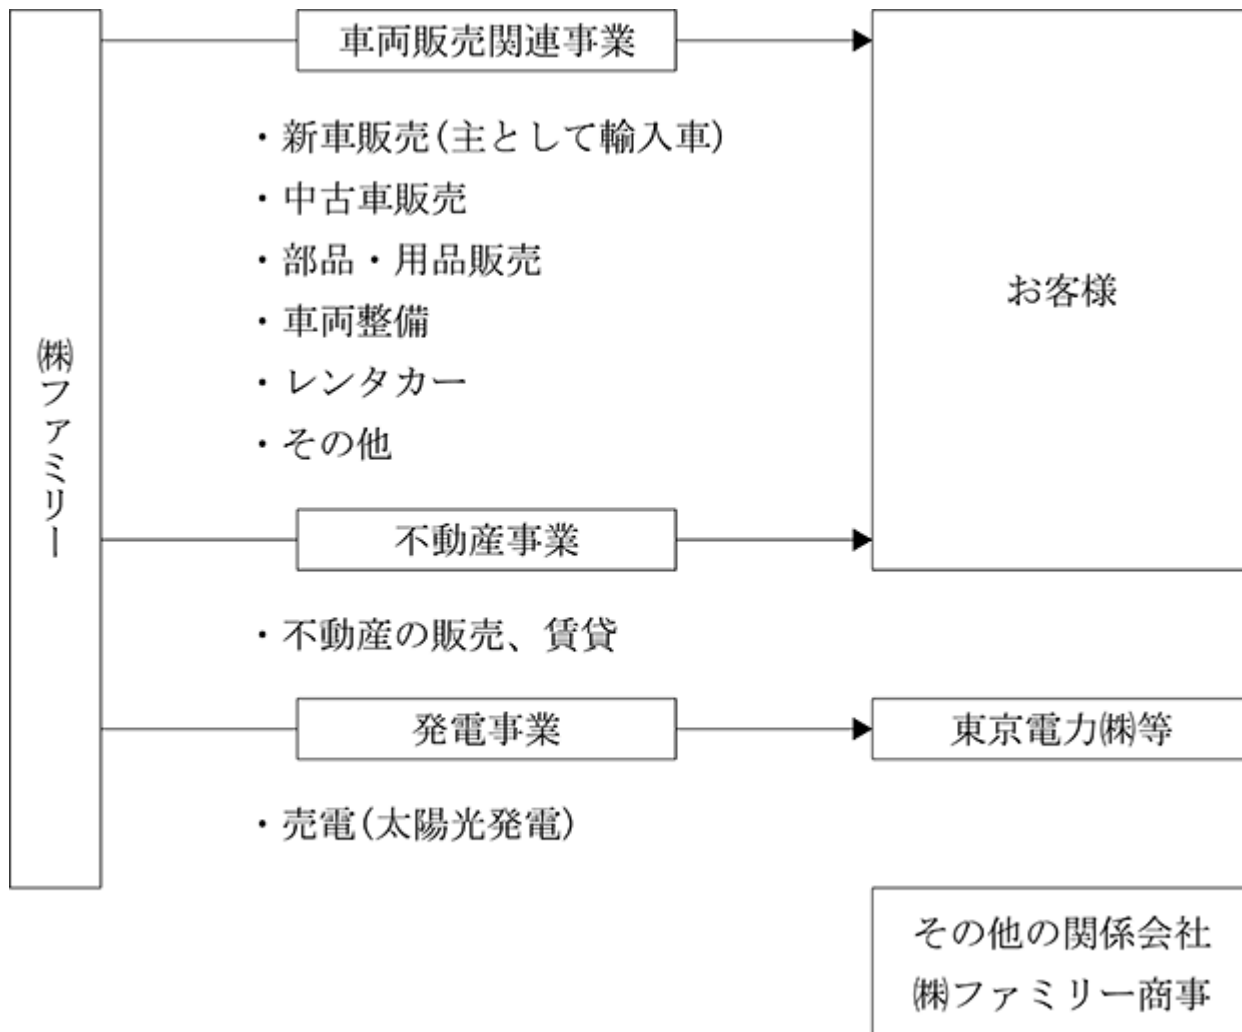 ㈱ファミリー
車両販売関連事業
・新車販売(主として輸入車)
・中古車販売
・部品・用品販売
・車両整備
・レンタカー
・その他
お客様
不動産事業
・不動産の販売、賃貸
発電事業
東京電力㈱等
・売電(太陽光発電)
その他の関係会社
㈱ファミリー商事